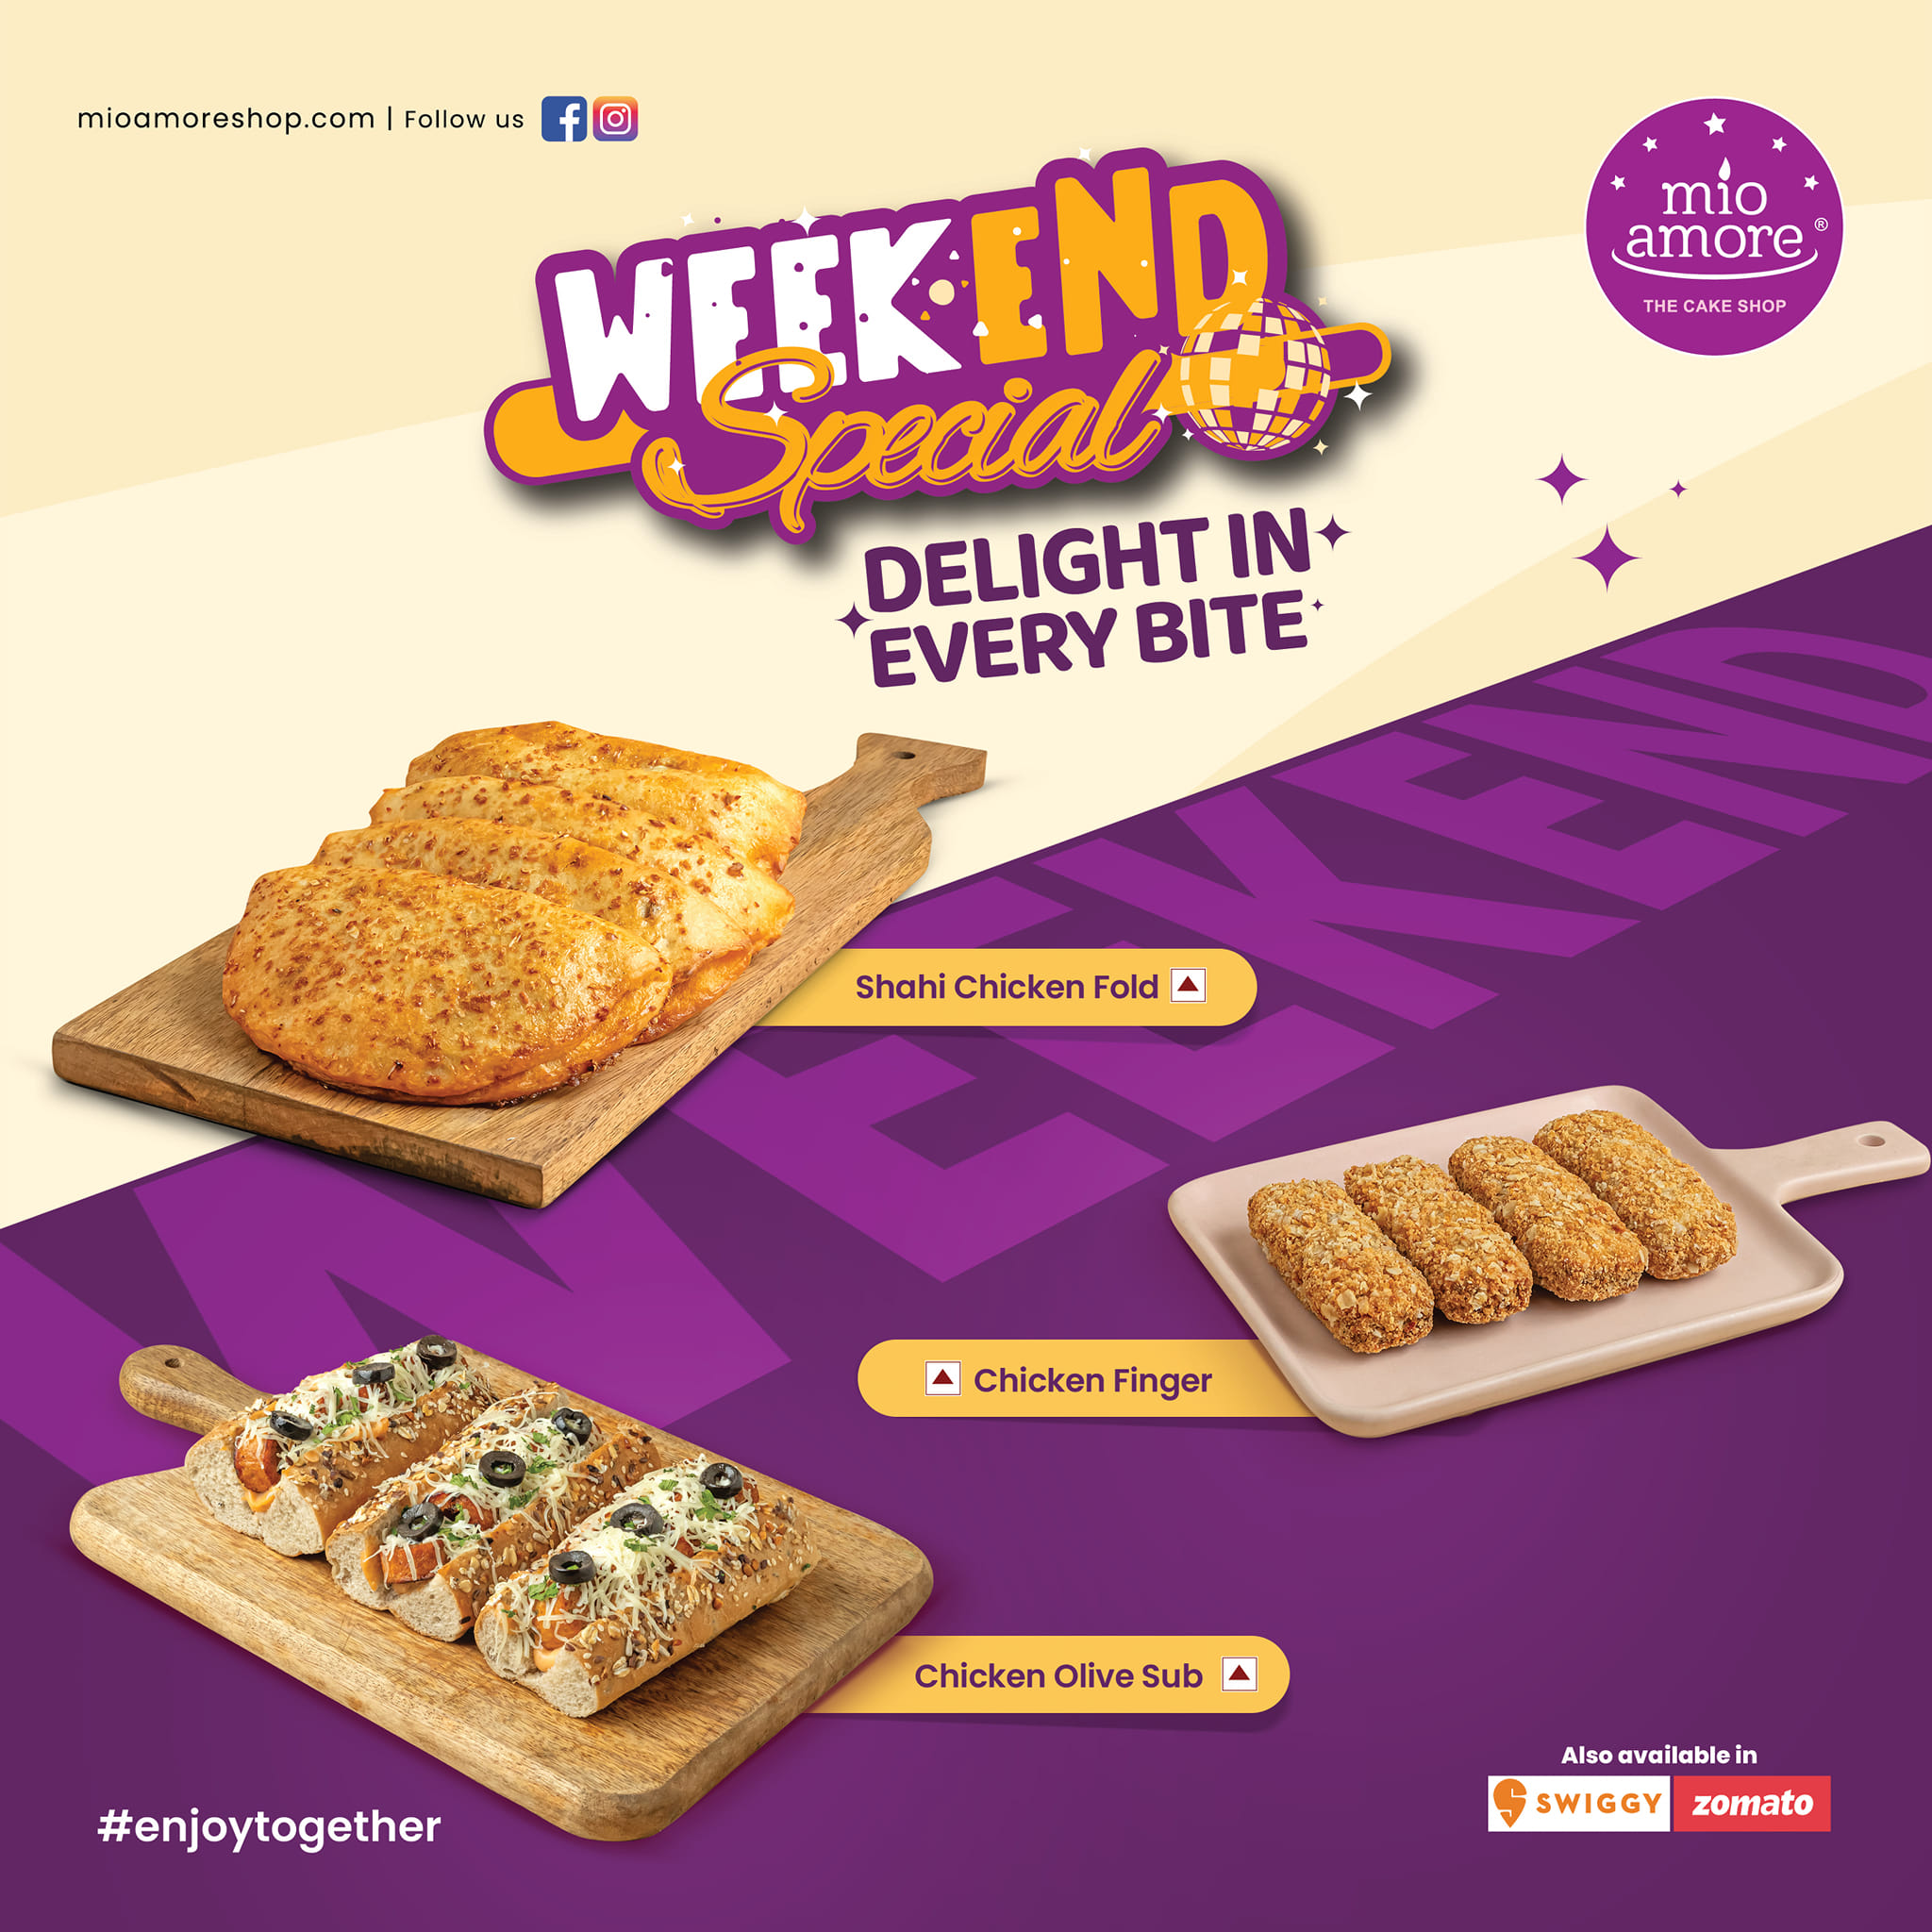 mioamoreshop.com | Follow us
mio
amore®
THE CAKE SHOP
WEEKEND
Special
DELIGHT IN
EVERY BITE
WEEKEND
Shahi Chicken Fold
Chicken Finger
Chicken Olive Sub
Also available in
SWIGGY zomato
#enjoytogether